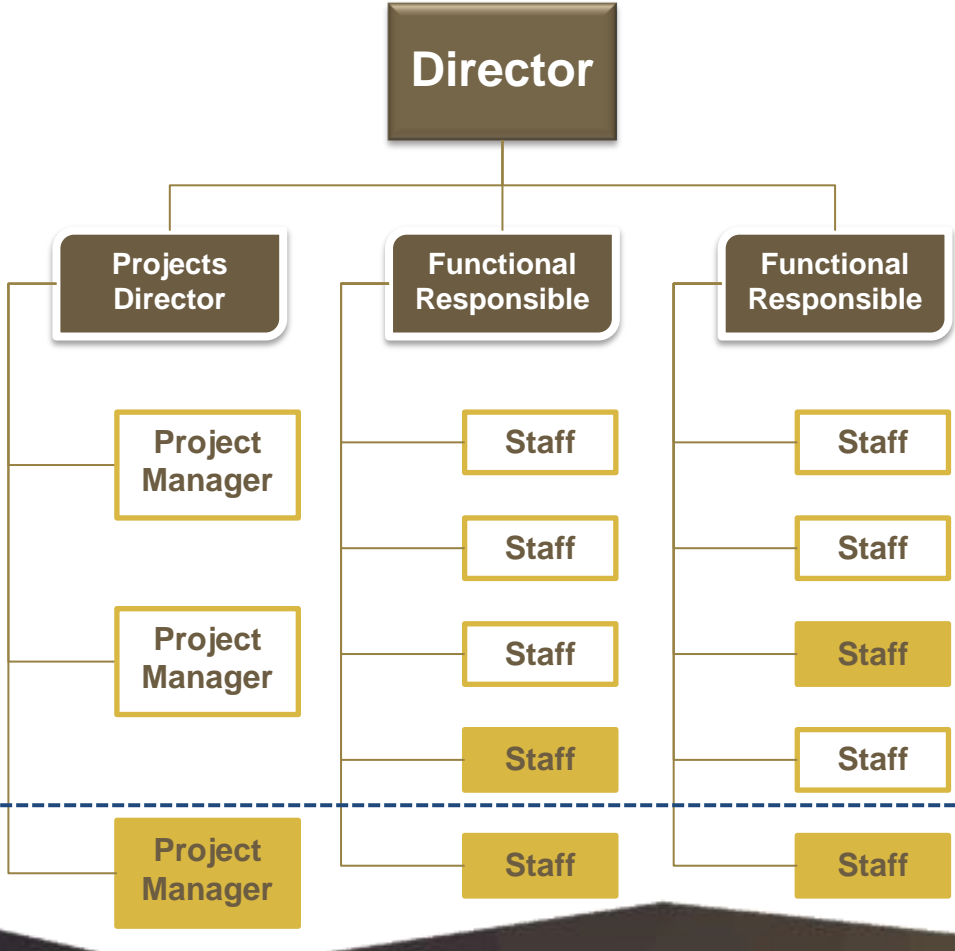 Director
Projects
Director
Functional
Responsible
Functional
Responsible
Project
Manager
Staff
Staff
Staff
Staff
Project
Manager
Staff
Staff
Staff
Staff
Project
Manager
Staff
Staff